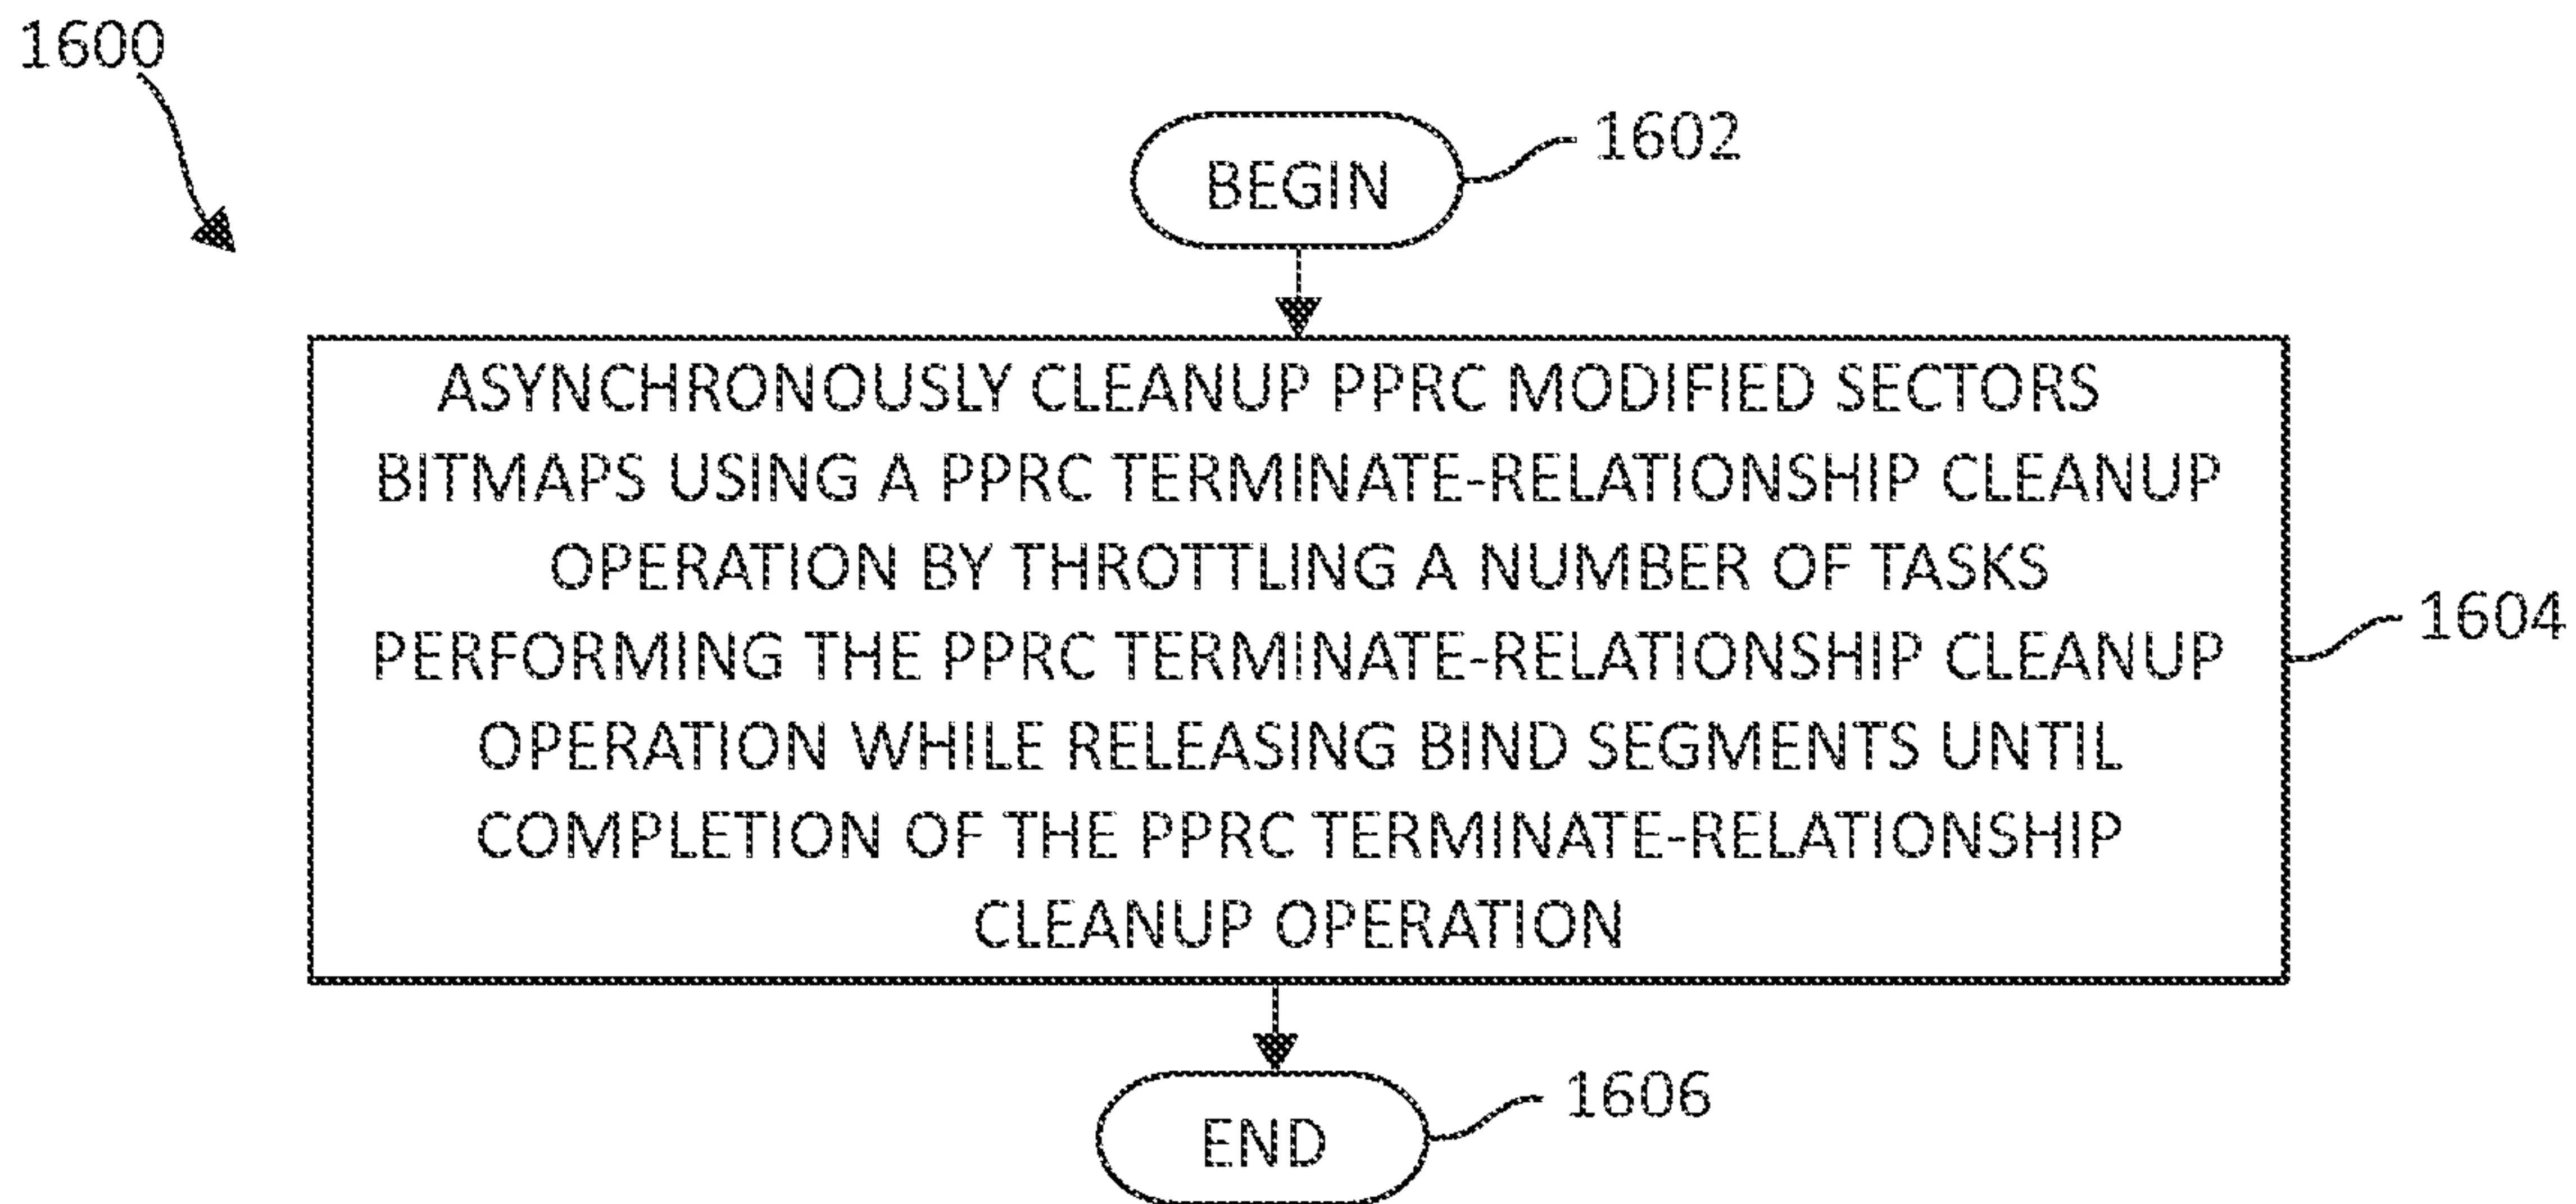 1600
BEGIN
1602
ASYNCHRONOUSLY CLEANUP PPRC MODIFIED SECTORS
BITMAPS USING A PPRC TERMINATE-RELATIONSHIP CLEANUP
OPERATION BY THROTTLING A NUMBER OF TASKS
PERFORMING THE PPRC TERMINATE-RELATIONSHIP CLEANUP
OPERATION WHILE RELEASING BIND SEGMENTS UNTIL
COMPLETION OF THE PPRC TERMINATE-RELATIONSHIP
CLEANUP OPERATION
1604
END
1606